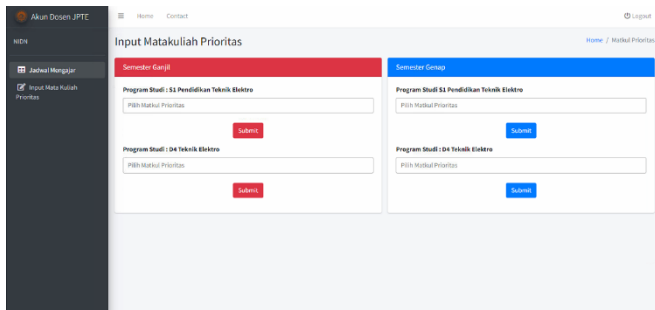 Akun Dosen JPTE
Home Contact
Logout
NIDN
Input Matakuliah Prioritas
Home / Matkul Prioritas
Jadwal Mengajar
Input Mata Kuliah
Prioritas
Semester Ganjil
Program Studi : S1 Pendidikan Teknik Elektro
Pilih Matkul Prioritas
Submit
Program Studi : D4 Teknik Elektro
Pilih Matkul Prioritas
Submit
Semester Genap
Program Studi S1 Pendidikan Teknik Elektro
Pilih Matkul Prioritas
Submit
Program Studi : D4 Teknik Elektro
Pilih Matkul Prioritas
Submit